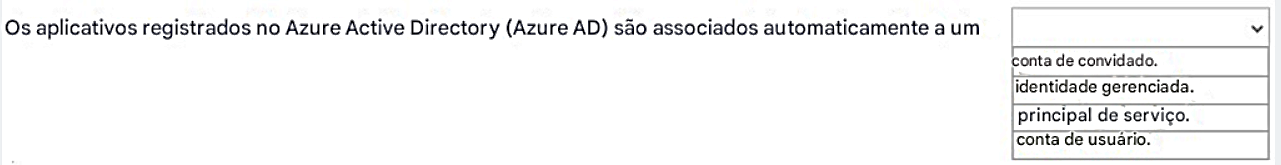 Os aplicativos registrados no Azure Active Directory (Azure AD) são associados automaticamente a um
conta de convidado.
identidade gerenciada.
principal de serviço.
conta de usuário.